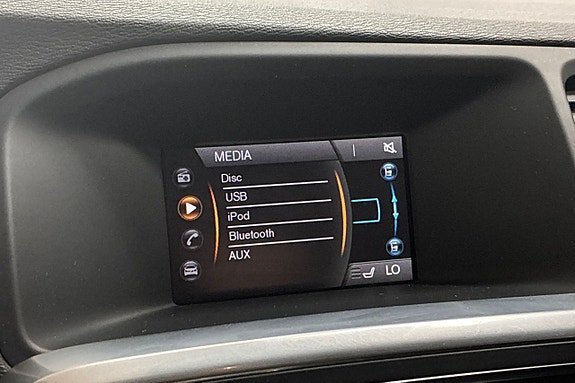 MEDIA
Disc
USB
iPod
Bluetooth
AUX
LO